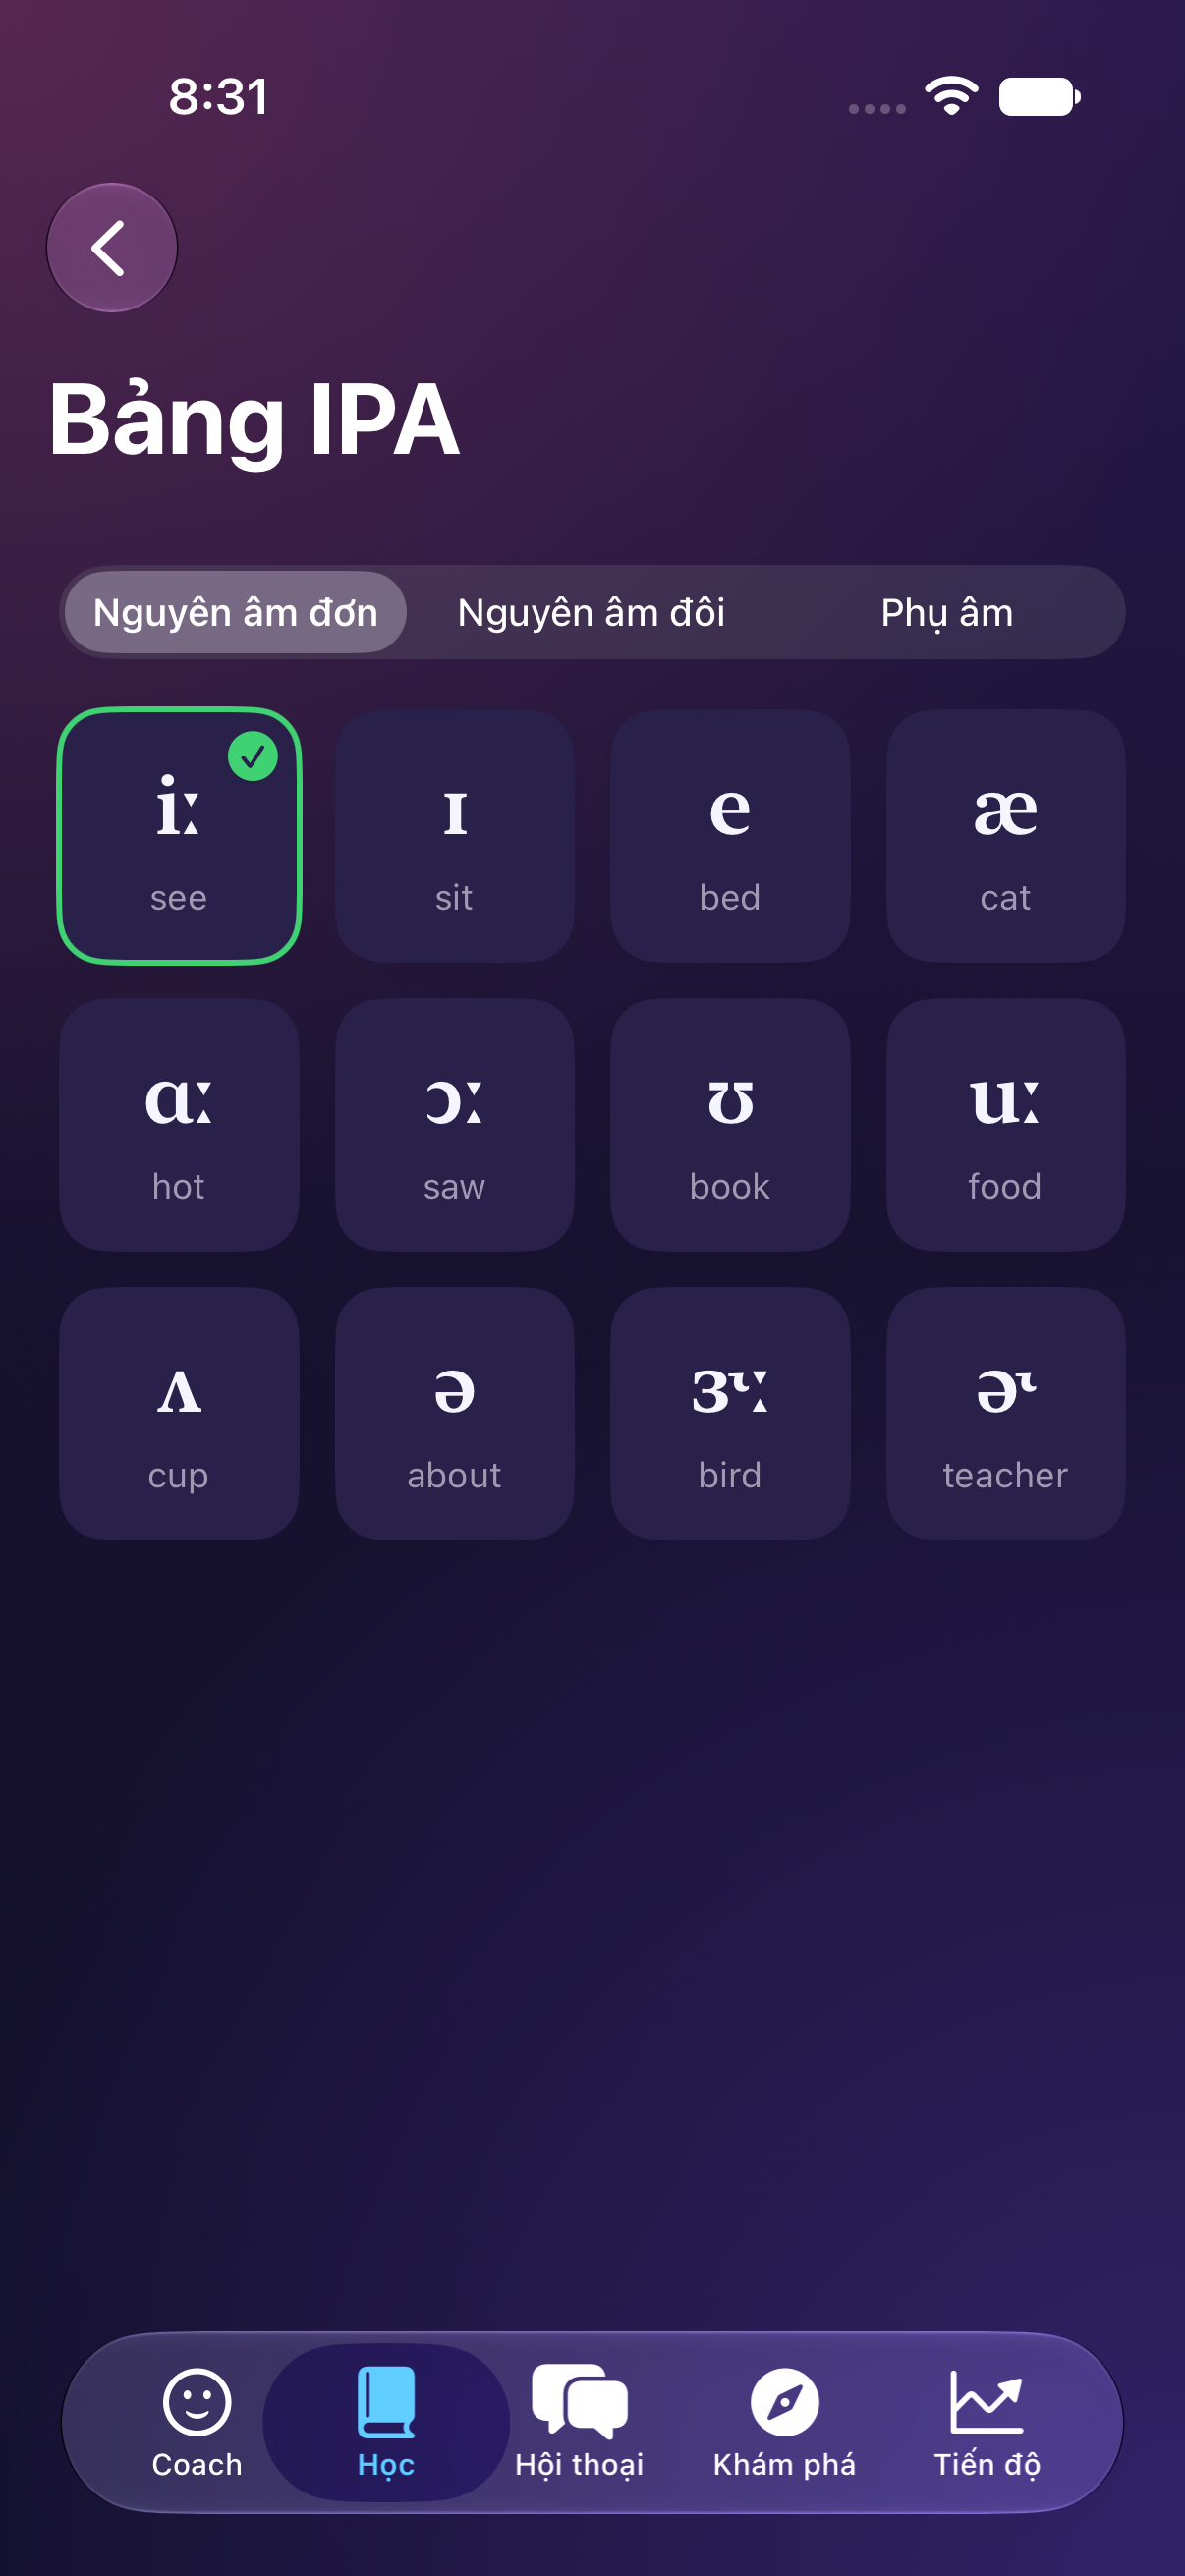 8:31
Bảng IPA
Nguyên âm đơn Nguyên âm đôi Phụ âm
iː ɪ e æ
see sit bed cat
ɑː ɔː ʊ uː
hot saw book food
ʌ ə ɝː ɚ
cup about bird teacher
Coach Học Hội thoại Khám phá Tiến độ